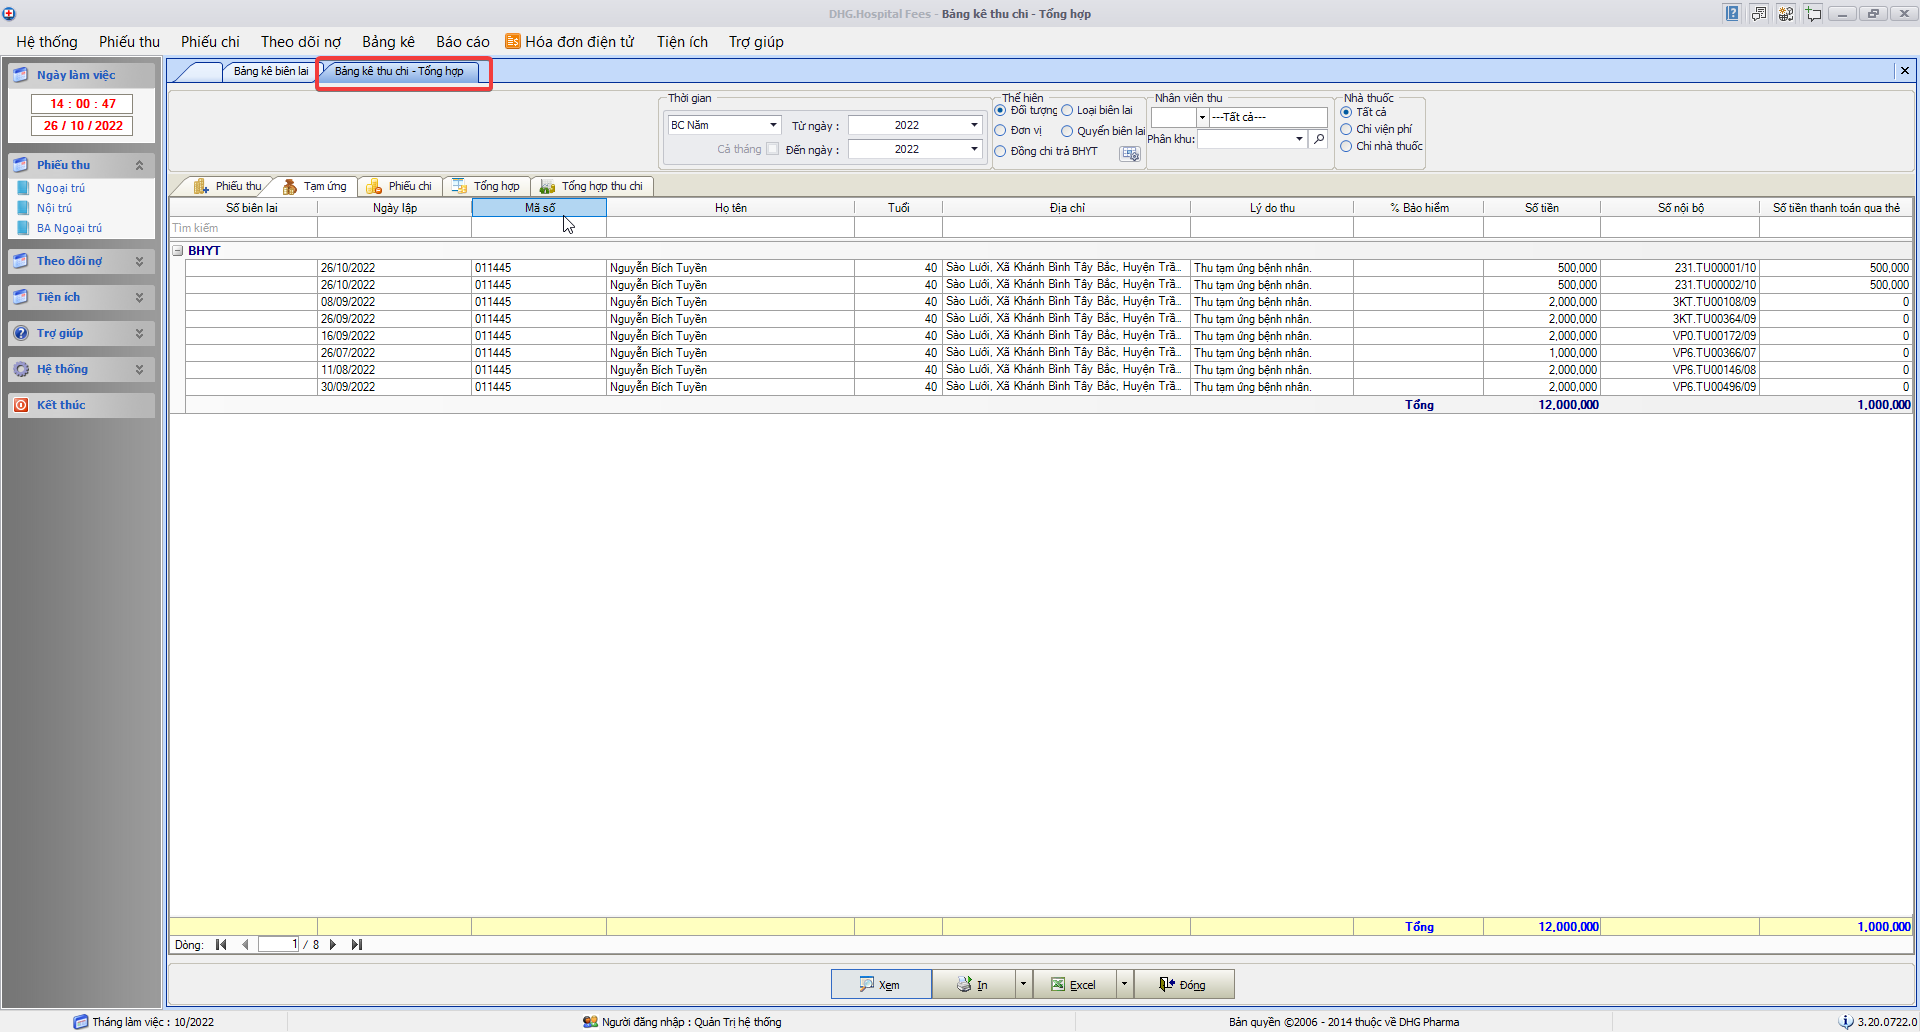 DHG.Hospital Fees - Bảng kê thu chi - Tổng hợp
Hệ thống Phiếu thu Phiếu chi Theo dõi nợ Bảng kê Báo cáo Hóa đơn điện tử Tiện ích Trợ giúp
Ngày làm việc
14 : 00 : 47
26 / 10 / 2022
Phiếu thu
Ngoại trú
Nội trú
BA Ngoại trú
Theo dõi nợ
Tiện ích
Trợ giúp
Hệ thống
Kết thúc
Bảng kê biên lai Bảng kê thu chi - Tổng hợp
Thời gian
BC Năm Từ ngày : 2022
Cả tháng Đến ngày : 2022
Thể hiện
Đối tượng Loại biên lai
Đơn vị Quyển biên lai
Đồng chi trả BHYT
Nhân viên thu
---Tất cả---
Phân khu:
Nhà thuốc
Tất cả
Chi viện phí
Chi nhà thuốc
Phiếu thu Tạm ứng Phiếu chi Tổng hợp Tổng hợp thu chi
Số biên lai Ngày lập Mã số Họ tên Tuổi Địa chỉ Lý do thu % Bảo hiểm Số tiền Số nội bộ Số tiền thanh toán qua thẻ
Tìm kiếm
BHYT
26/10/2022 011445 Nguyễn Bích Tuyền 40 Sào Lưới, Xã Khánh Bình Tây Bắc, Huyện Trầ... Thu tạm ứng bệnh nhân. 500,000 231.TU00001/10 500,000
26/10/2022 011445 Nguyễn Bích Tuyền 40 Sào Lưới, Xã Khánh Bình Tây Bắc, Huyện Trầ... Thu tạm ứng bệnh nhân. 500,000 231.TU00002/10 500,000
08/09/2022 011445 Nguyễn Bích Tuyền 40 Sào Lưới, Xã Khánh Bình Tây Bắc, Huyện Trầ... Thu tạm ứng bệnh nhân. 2,000,000 3KT.TU00108/09 0
26/09/2022 011445 Nguyễn Bích Tuyền 40 Sào Lưới, Xã Khánh Bình Tây Bắc, Huyện Trầ... Thu tạm ứng bệnh nhân. 2,000,000 3KT.TU00364/09 0
16/09/2022 011445 Nguyễn Bích Tuyền 40 Sào Lưới, Xã Khánh Bình Tây Bắc, Huyện Trầ... Thu tạm ứng bệnh nhân. 2,000,000 VP0.TU00172/09 0
26/07/2022 011445 Nguyễn Bích Tuyền 40 Sào Lưới, Xã Khánh Bình Tây Bắc, Huyện Trầ... Thu tạm ứng bệnh nhân. 1,000,000 VP6.TU00366/07 0
11/08/2022 011445 Nguyễn Bích Tuyền 40 Sào Lưới, Xã Khánh Bình Tây Bắc, Huyện Trầ... Thu tạm ứng bệnh nhân. 2,000,000 VP6.TU00146/08 0
30/09/2022 011445 Nguyễn Bích Tuyền 40 Sào Lưới, Xã Khánh Bình Tây Bắc, Huyện Trầ... Thu tạm ứng bệnh nhân. 2,000,000 VP6.TU00496/09 0
Tổng 12,000,000 1,000,000
Tổng 12,000,000 1,000,000
Dòng: 1 / 8
Xem In Excel Đóng
Tháng làm việc : 10/2022 Người đăng nhập : Quản Trị hệ thống Bản quyền ©2006 - 2014 thuộc về DHG Pharma 3.20.0722.0